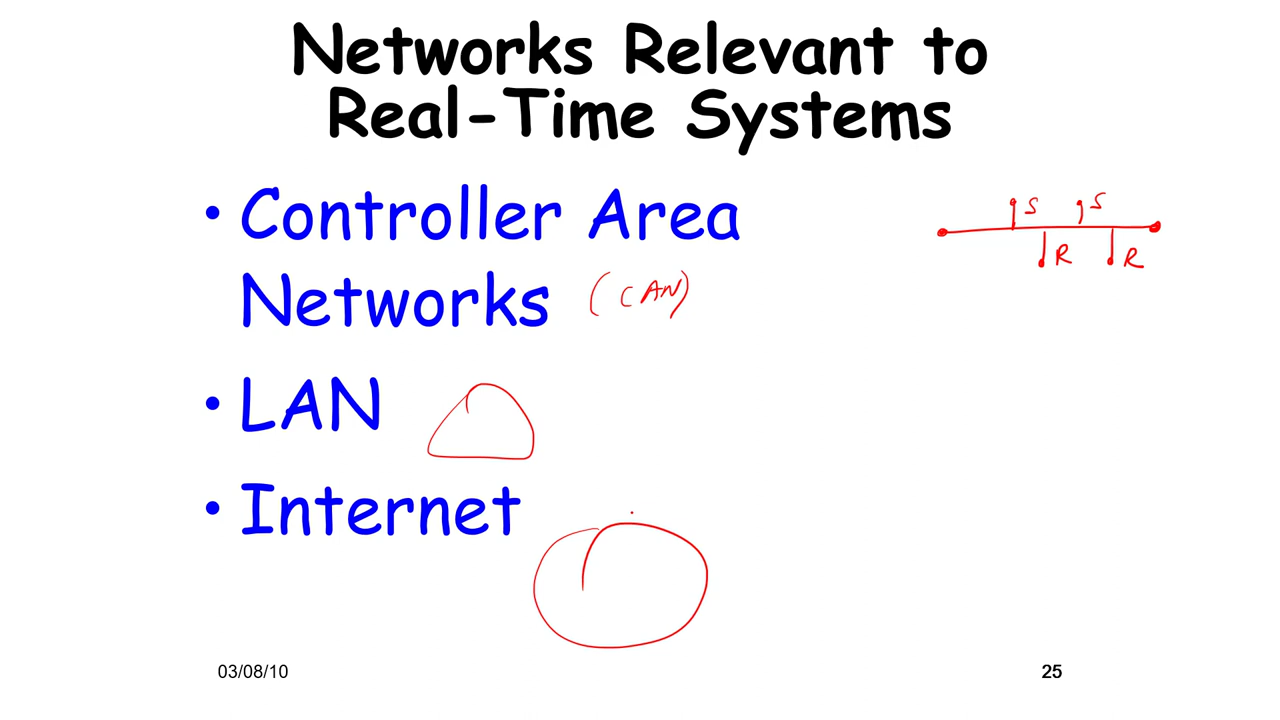 Networks Relevant to
Real-Time Systems
• Controller Area
Networks (CAN)
S S
R R
• LAN
• Internet
03/08/10
25